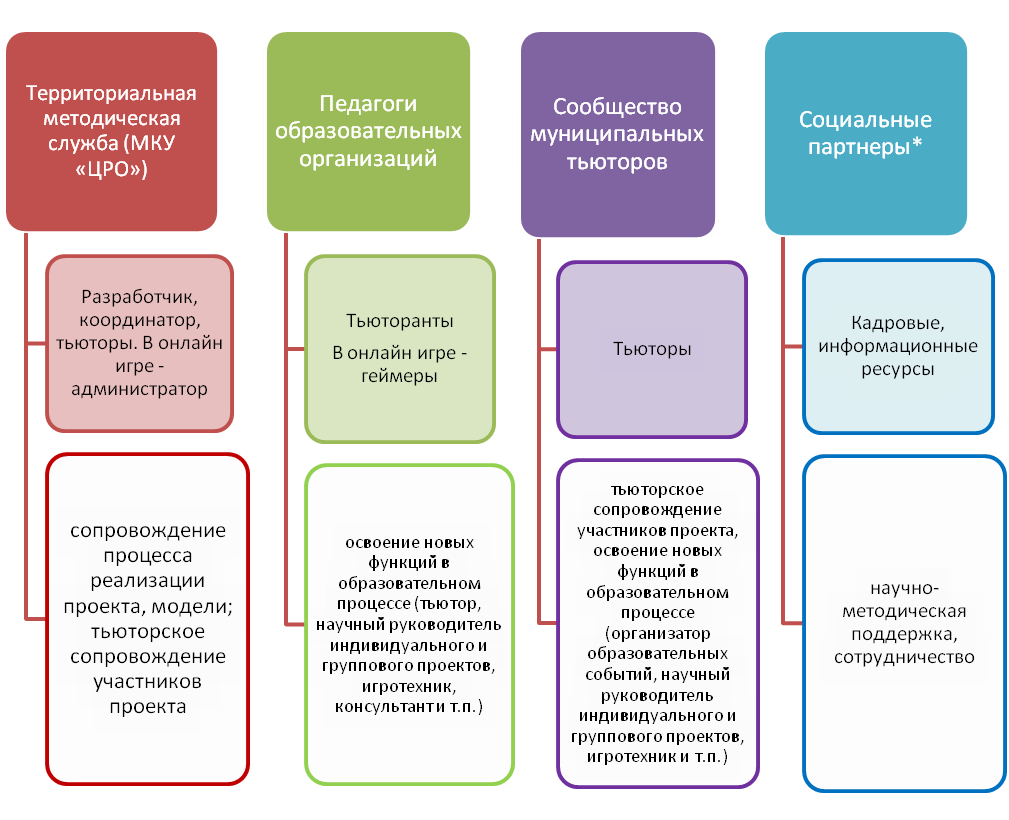 Территориальная
методическая
служба (МКУ
«ЦРО»)
Разработчик,
координатор,
тьюторы. В онлайн
игре -
администратор
сопровождение
процесса
реализации
проекта, модели;
тьюторское
сопровождение
участников
проекта
Педагоги
образовательных
организаций
Тьюторанты
В онлайн игре -
геймеры
освоение новых
функций в
образовательном
процессе (тьютор,
научный руководитель
индивидуального и
группового проектов,
игротехник,
консультант и т.п.)
Сообщество
муниципальных
тьюторов
Тьюторы
тьюторское
сопровождение
участников проекта,
освоение новых
функций в
образовательном
процессе
(организатор
образовательных
событий, научный
руководитель
индивидуального и
группового проектов,
игротехник и т.п.)
Социальные
партнеры*
Кадровые,
информационные
ресурсы
научно-
методическая
поддержка,
сотрудничество